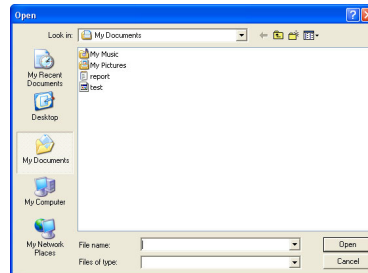 Open
Look in: My Documents
My Music
My Pictures
report
test
My Recent
Documents
Desktop
My Documents
My Computer
My Network
Places
File name:
Open
Files of type:
Cancel